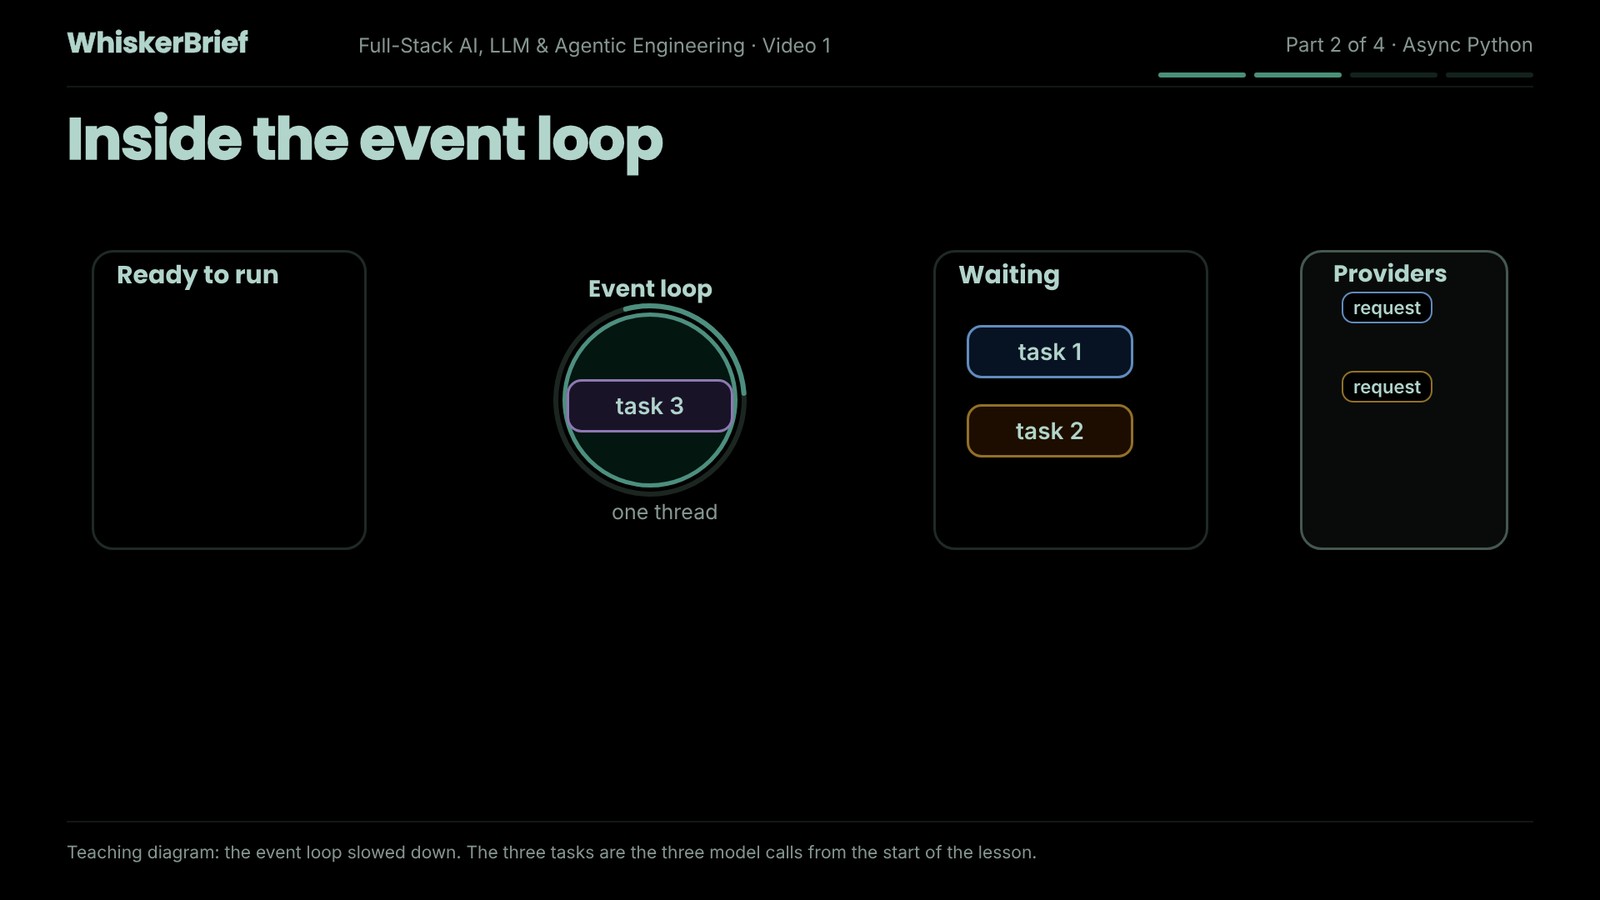 WhiskerBrief
Full-Stack AI, LLM & Agentic Engineering · Video 1
Part 2 of 4 · Async Python
Inside the event loop
Ready to run
Event loop
task 3
one thread
Waiting
task 1
task 2
Providers
request
request
Teaching diagram: the event loop slowed down. The three tasks are the three model calls from the start of the lesson.